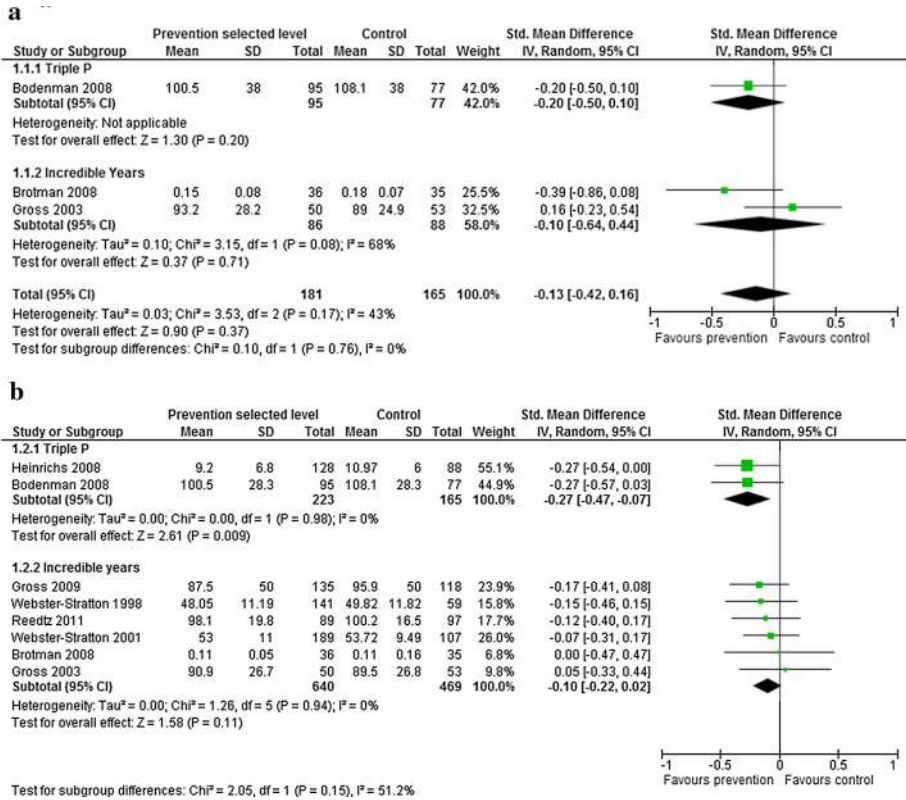 a
Prevention selected level Control Std. Mean Difference Std. Mean Difference
Study or Subgroup Mean SD Total Mean SD Total Weight IV, Random, 95% CI IV, Random, 95% CI
1.1.1 Triple P
Bodenman 2008 100.5 38 95 108.1 38 77 42.0% -0.20 [-0.50, 0.10]
Subtotal (95% CI) 95 77 42.0% -0.20 [-0.50, 0.10]
Heterogeneity: Not applicable
Test for overall effect: Z = 1.30 (P = 0.20)
1.1.2 Incredible Years
Brotman 2008 0.15 0.08 36 0.18 0.07 35 25.5% -0.39 [-0.86, 0.08]
Gross 2003 93.2 28.2 50 89 24.9 53 32.5% 0.16 [-0.23, 0.54]
Subtotal (95% CI) 86 88 58.0% -0.10 [-0.64, 0.44]
Heterogeneity: Tau² = 0.10; Chi² = 3.15, df = 1 (P = 0.08); I² = 68%
Test for overall effect: Z = 0.37 (P = 0.71)
Total (95% CI) 181 165 100.0% -0.13 [-0.42, 0.16]
Heterogeneity: Tau² = 0.03; Chi² = 3.53, df = 2 (P = 0.17); I² = 43%
Test for overall effect: Z = 0.90 (P = 0.37)
Test for subgroup differences: Chi² = 0.10, df = 1 (P = 0.76), I² = 0%
-1 -0.5 0 0.5 1
Favours prevention Favours control
b
Prevention selected level Control Std. Mean Difference Std. Mean Difference
Study or Subgroup Mean SD Total Mean SD Total Weight IV, Random, 95% CI IV, Random, 95% CI
1.2.1 Triple P
Heinrichs 2008 9.2 6.8 128 10.97 6 88 55.1% -0.27 [-0.54, 0.00]
Bodenman 2008 100.5 28.3 95 108.1 28.3 77 44.9% -0.27 [-0.57, 0.03]
Subtotal (95% CI) 223 165 100.0% -0.27 [-0.47, -0.07]
Heterogeneity: Tau² = 0.00; Chi² = 0.00, df = 1 (P = 0.98); I² = 0%
Test for overall effect: Z = 2.61 (P = 0.009)
1.2.2 Incredible years
Gross 2009 87.5 50 135 95.9 50 118 23.9% -0.17 [-0.41, 0.08]
Webster-Stratton 1998 48.05 11.19 141 49.82 11.82 59 15.8% -0.15 [-0.46, 0.15]
Reedtz 2011 98.1 19.8 89 100.2 16.5 97 17.7% -0.12 [-0.40, 0.17]
Webster-Stratton 2001 53 11 189 53.72 9.49 107 26.0% -0.07 [-0.31, 0.17]
Brotman 2008 0.11 0.05 36 0.11 0.16 35 6.8% 0.00 [-0.47, 0.47]
Gross 2003 90.9 26.7 50 89.5 26.8 53 9.8% 0.05 [-0.33, 0.44]
Subtotal (95% CI) 640 469 100.0% -0.10 [-0.22, 0.02]
Heterogeneity: Tau² = 0.00; Chi² = 1.26, df = 5 (P = 0.94); I² = 0%
Test for overall effect: Z = 1.58 (P = 0.11)
-1 -0.5 0 0.5 1
Favours prevention Favours control
Test for subgroup differences: Chi² = 2.05, df = 1 (P = 0.15), I² = 51.2%